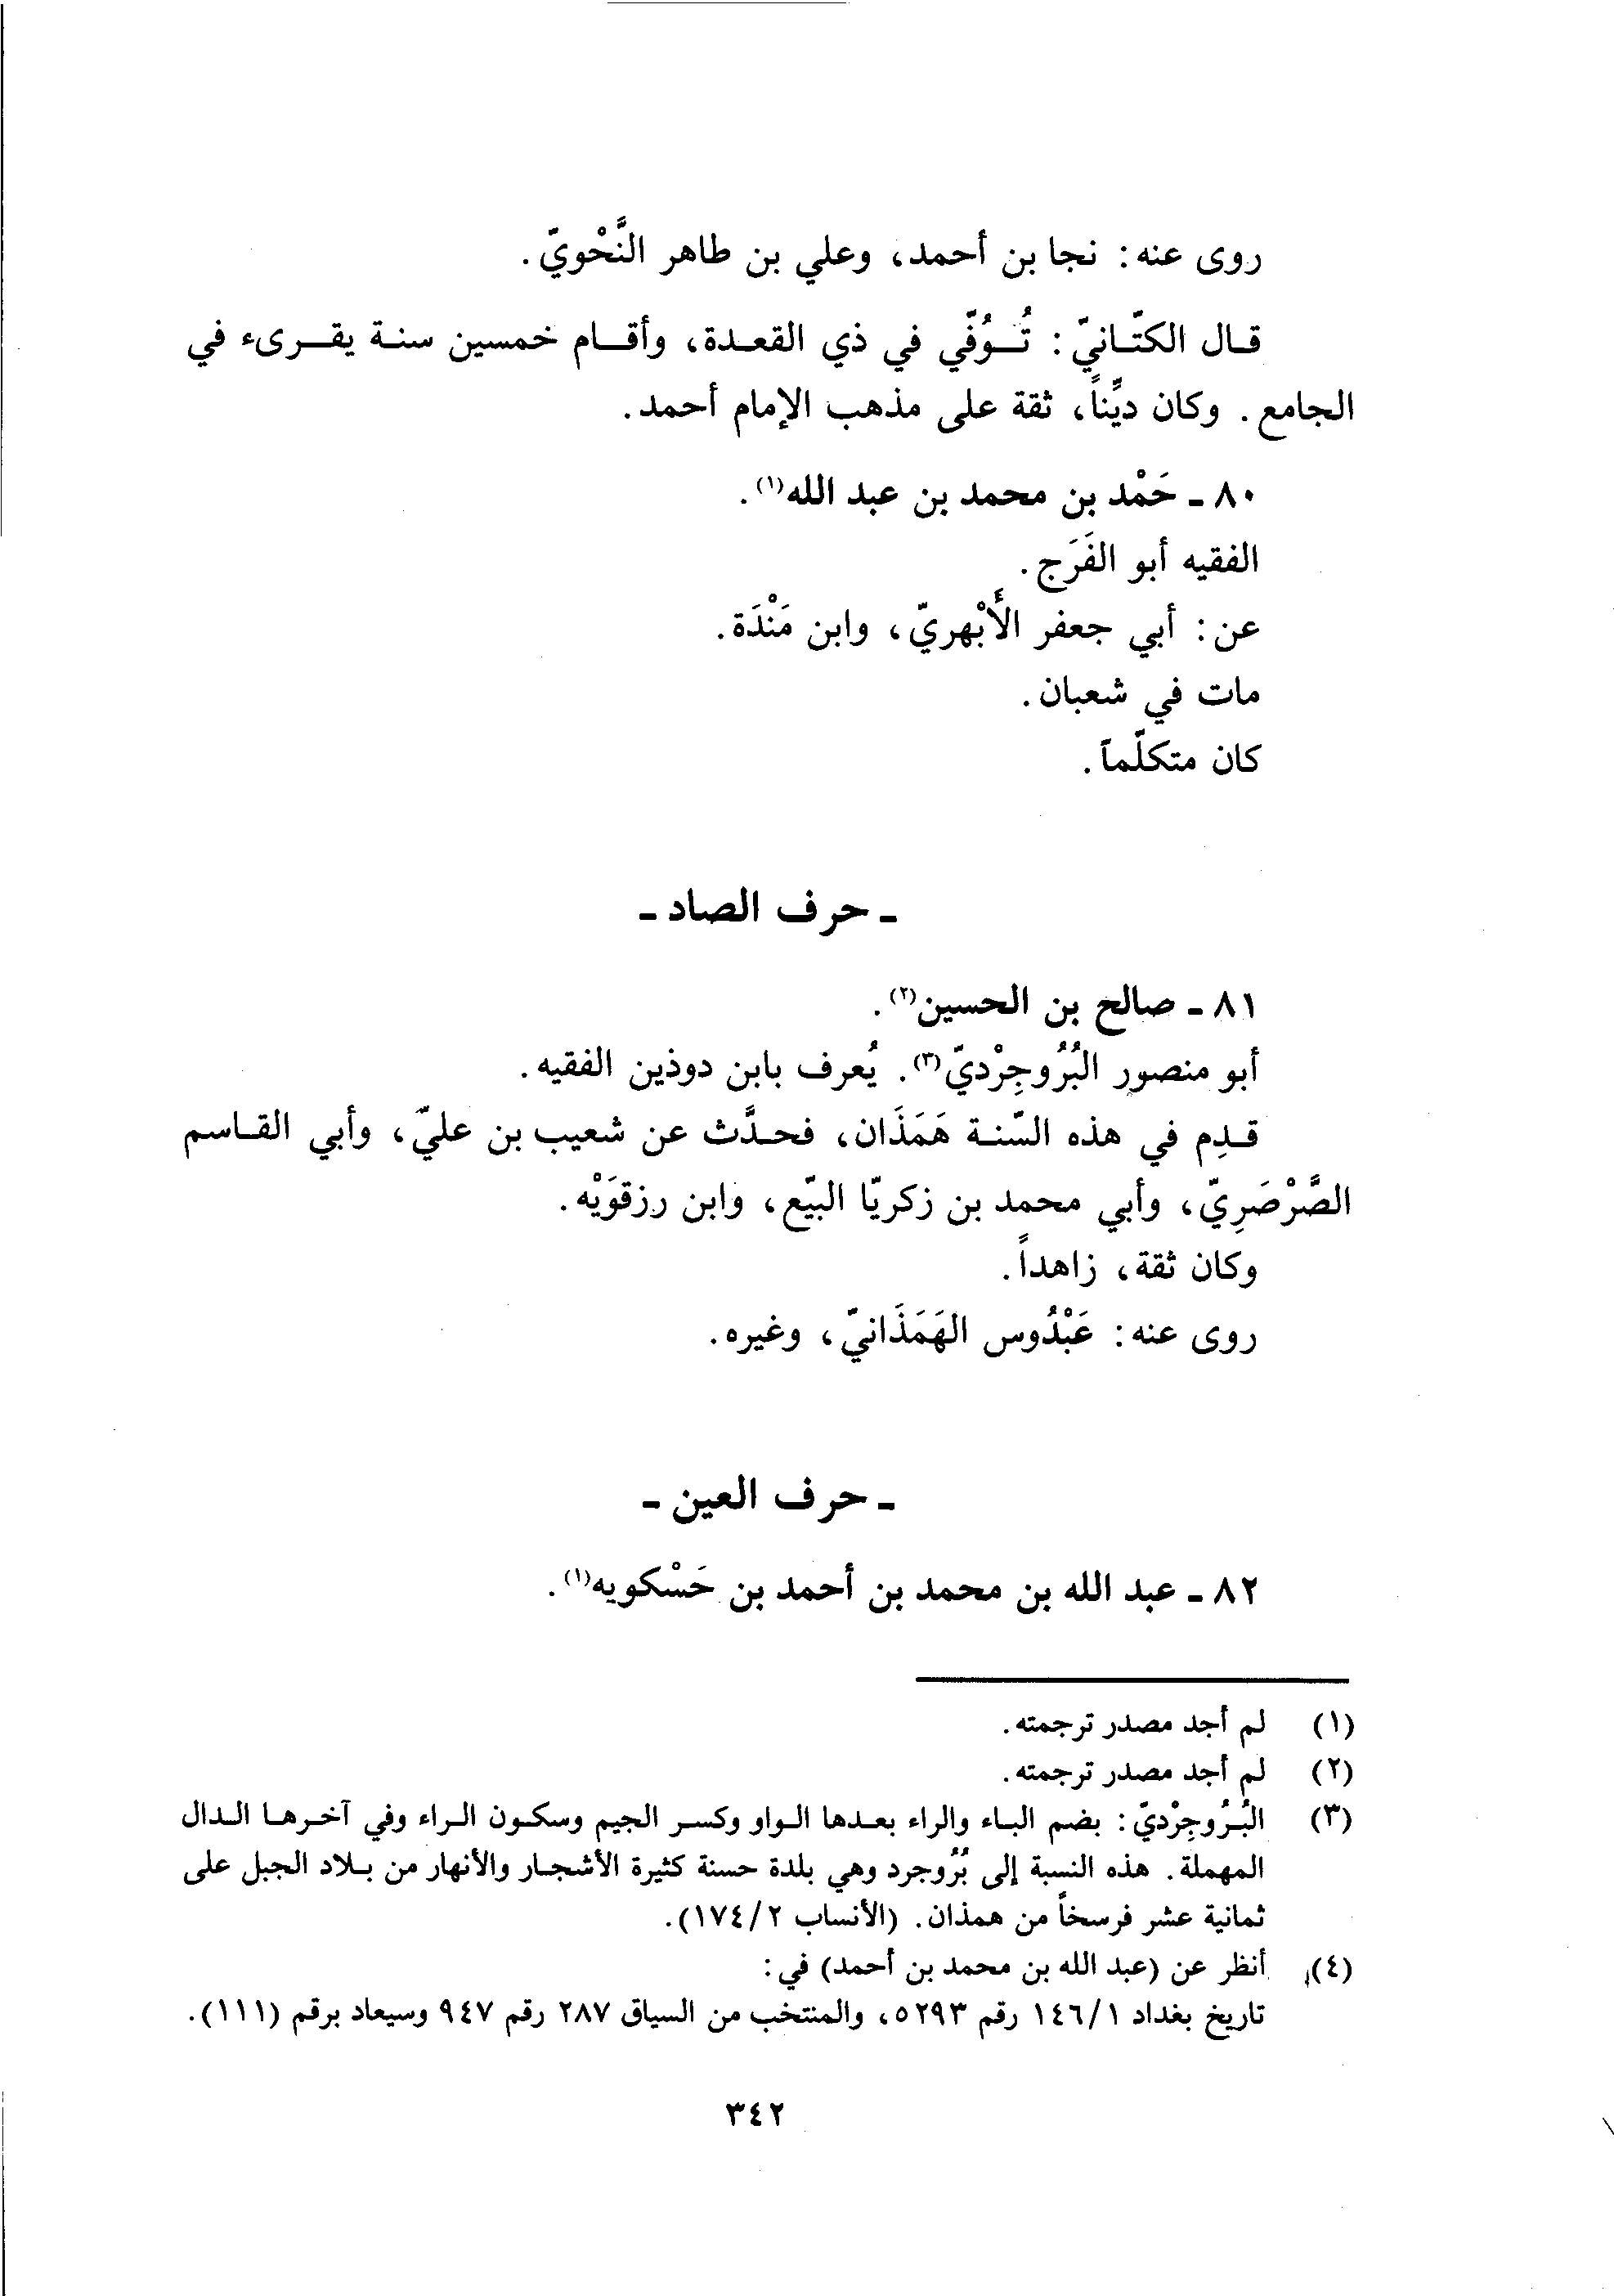 روى عنه: نجا بن أحمد، وعلي بن طاهر النَّحْويّ.
قال الكتّانيّ: تُوُفّي في ذي القعدة، وأقام خمسين سنة يقرىء في
الجامع. وكان ديِّناً، ثقة على مذهب الإمام أحمد.
٨٠ - حَمْد بن محمد بن عبد الله(١).
الفقيه أبو الفَرَج.
عن: أبي جعفر الأَبْهريّ، وابن مَنْدَة.
مات في شعبان.
كان متكلّماً.
- حرف الصاد -
٨١ - صالح بن الحسين(٢).
أبو منصور البُرُوجِرْديّ(٣). يُعرف بابن دوذين الفقيه.
قدِم في هذه السّنة هَمَذَان، فحدَّث عن شعيب بن عليّ، وأبي القاسم
الصَّرْصَرِيّ، وأبي محمد بن زكريّا البيّع، وابن رزقوَيْه.
وكان ثقة، زاهداً.
روى عنه: عَبْدُوس الهَمَذَانيّ، وغيره.
- حرف العين -
٨٢ - عبد الله بن محمد بن أحمد بن حَسْكويه(١).
(١) لم أجد مصدر ترجمته.
(٢) لم أجد مصدر ترجمته.
(٣) البُرُوجِرْديّ: بضم الباء والراء بعدها الواو وكسر الجيم وسكون الراء وفي آخرها الدال
المهملة. هذه النسبة إلى بُرُوجرد وهي بلدة حسنة كثيرة الأشجار والأنهار من بلاد الجبل على
ثمانية عشر فرسخاً من همذان. (الأنساب ١٧٤/٢).
(٤) أنظر عن (عبد الله بن محمد بن أحمد) في:
تاريخ بغداد ١٤٦/١ رقم ٥٢٩٣، والمنتخب من السياق ٢٨٧ رقم ٩٤٧ وسيعاد برقم (١١١).
٣٤٢